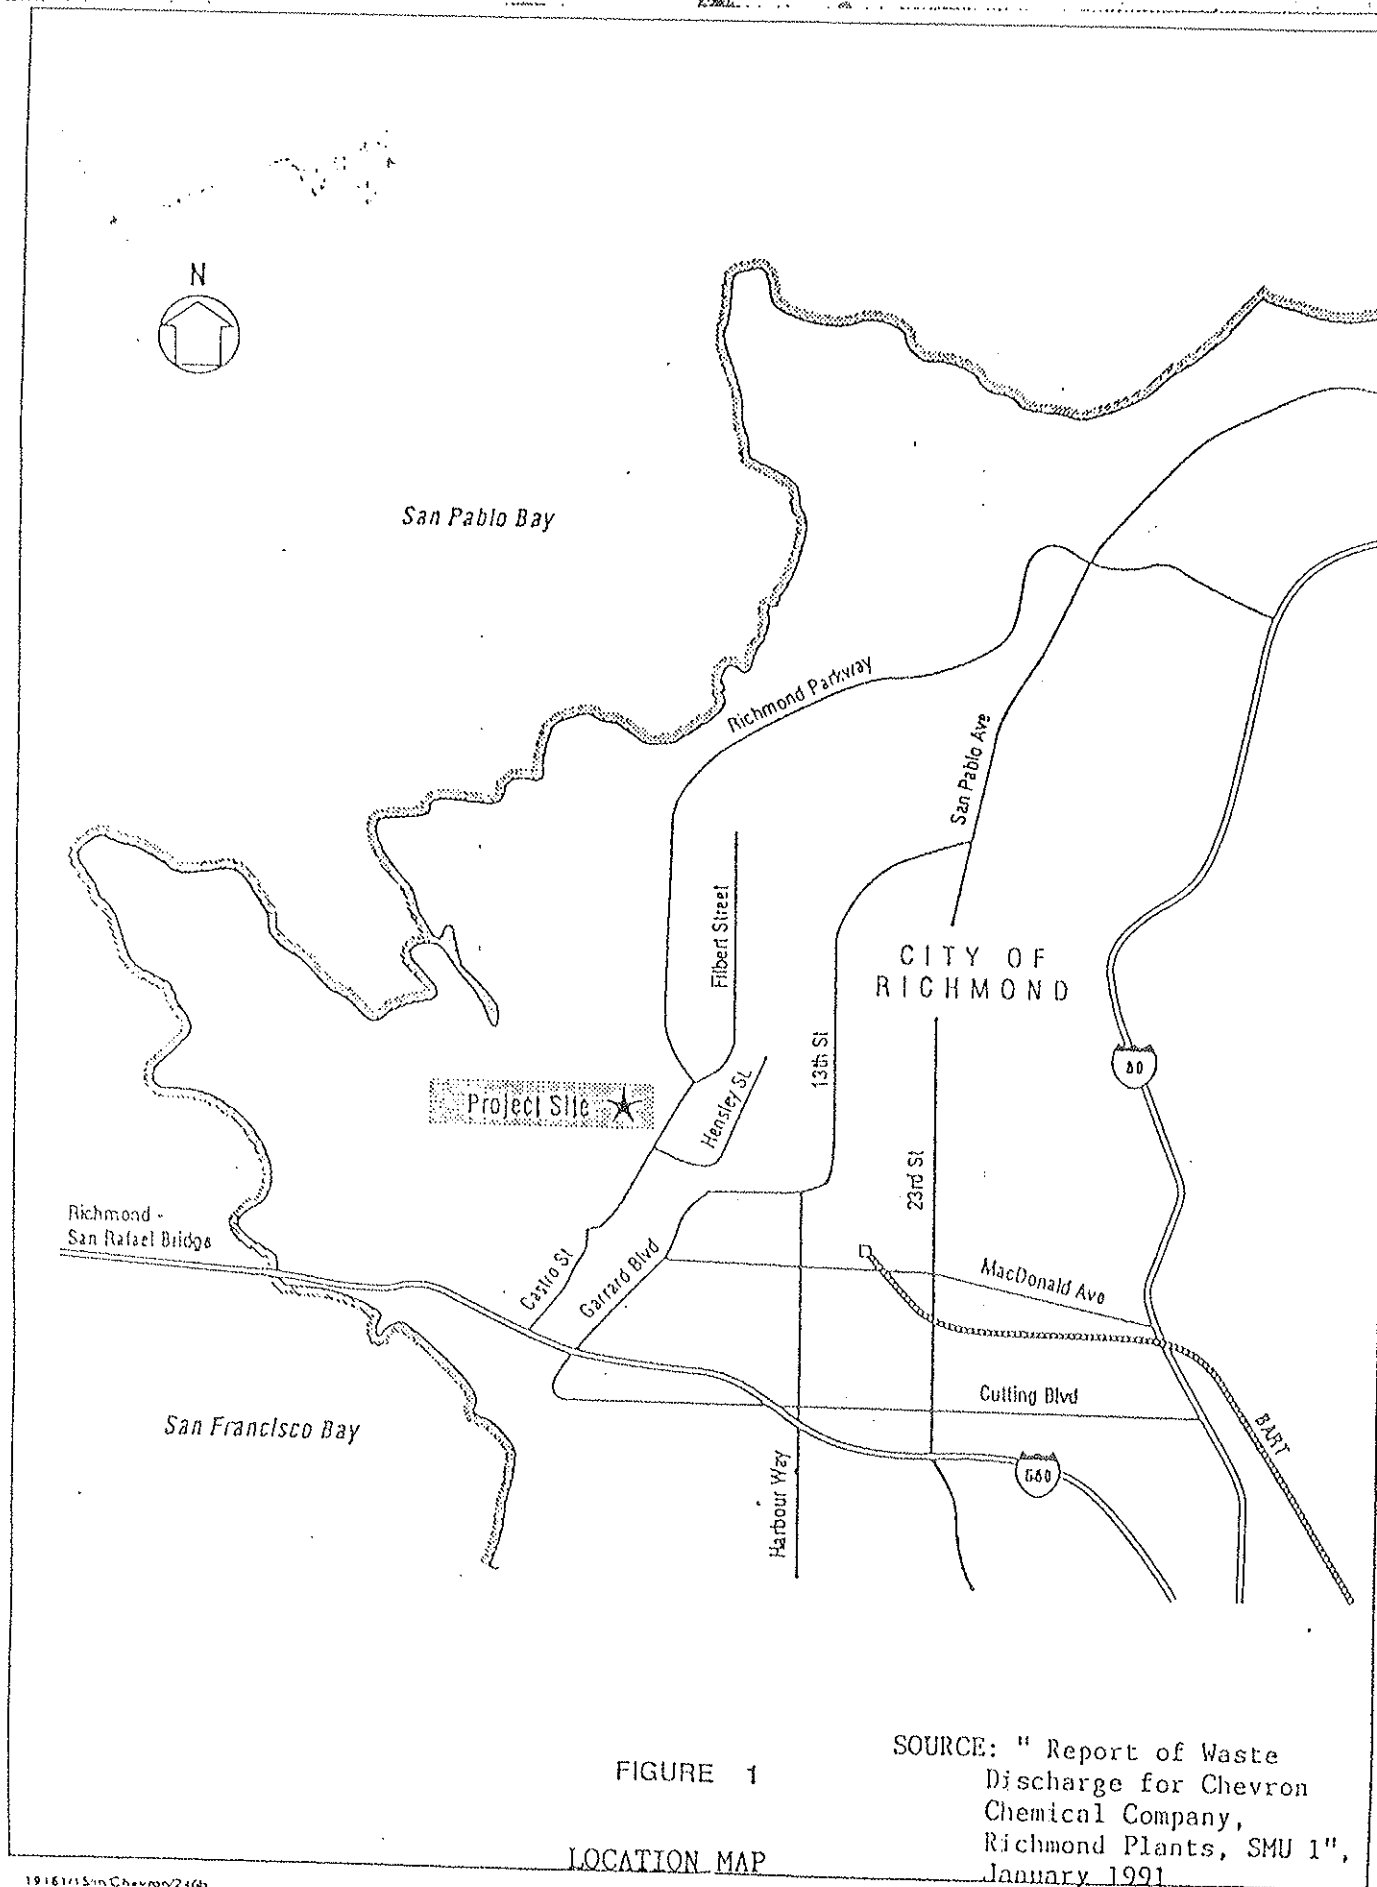 N
San Pablo Bay
Richmond Parkway
San Pablo Ave
Filbert Street
CITY OF
RICHMOND
13th St
80
Project Site
Hensley St.
23rd St
Richmond -
San Rafael Bridge
Castro St
Garrard Blvd
MacDonald Ave
Cutting Blvd
San Francisco Bay
BART
Harbour Way
580
FIGURE 1
SOURCE: " Report of Waste
Discharge for Chevron
Chemical Company,
Richmond Plants, SMU 1",
January 1991
LOCATION MAP